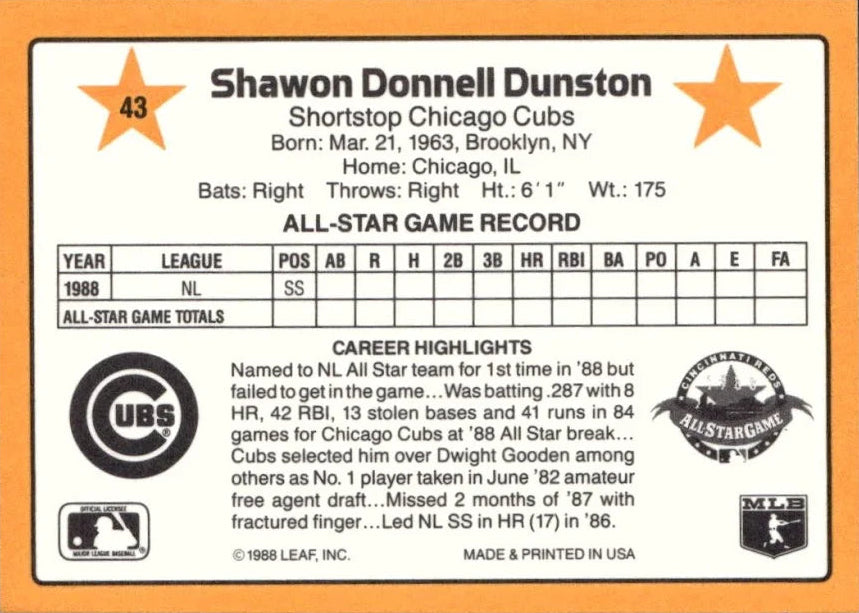 43
Shawon Donnell Dunston
Shortstop Chicago Cubs
Born: Mar. 21, 1963, Brooklyn, NY
Home: Chicago, IL
Bats: Right Throws: Right Ht.: 6'1" Wt.: 175
ALL-STAR GAME RECORD
YEAR LEAGUE POS AB R H 2B 3B HR RBI BA PO A E FA
1988 NL SS
ALL-STAR GAME TOTALS
CAREER HIGHLIGHTS
Named to NL All Star team for 1st time in '88 but
failed to get in the game...Was batting .287 with 8
HR, 42 RBI, 13 stolen bases and 41 runs in 84
games for Chicago Cubs at '88 All Star break...
Cubs selected him over Dwight Gooden among
others as No. 1 player taken in June '82 amateur
free agent draft...Missed 2 months of '87 with
fractured finger...Led NL SS in HR (17) in '86.
CUBS®
CINCINNATI REDS
ALL-STAR GAME
OFFICIAL LICENSEE
MAJOR LEAGUE BASEBALL
MLB
©1988 LEAF, INC. MADE & PRINTED IN USA